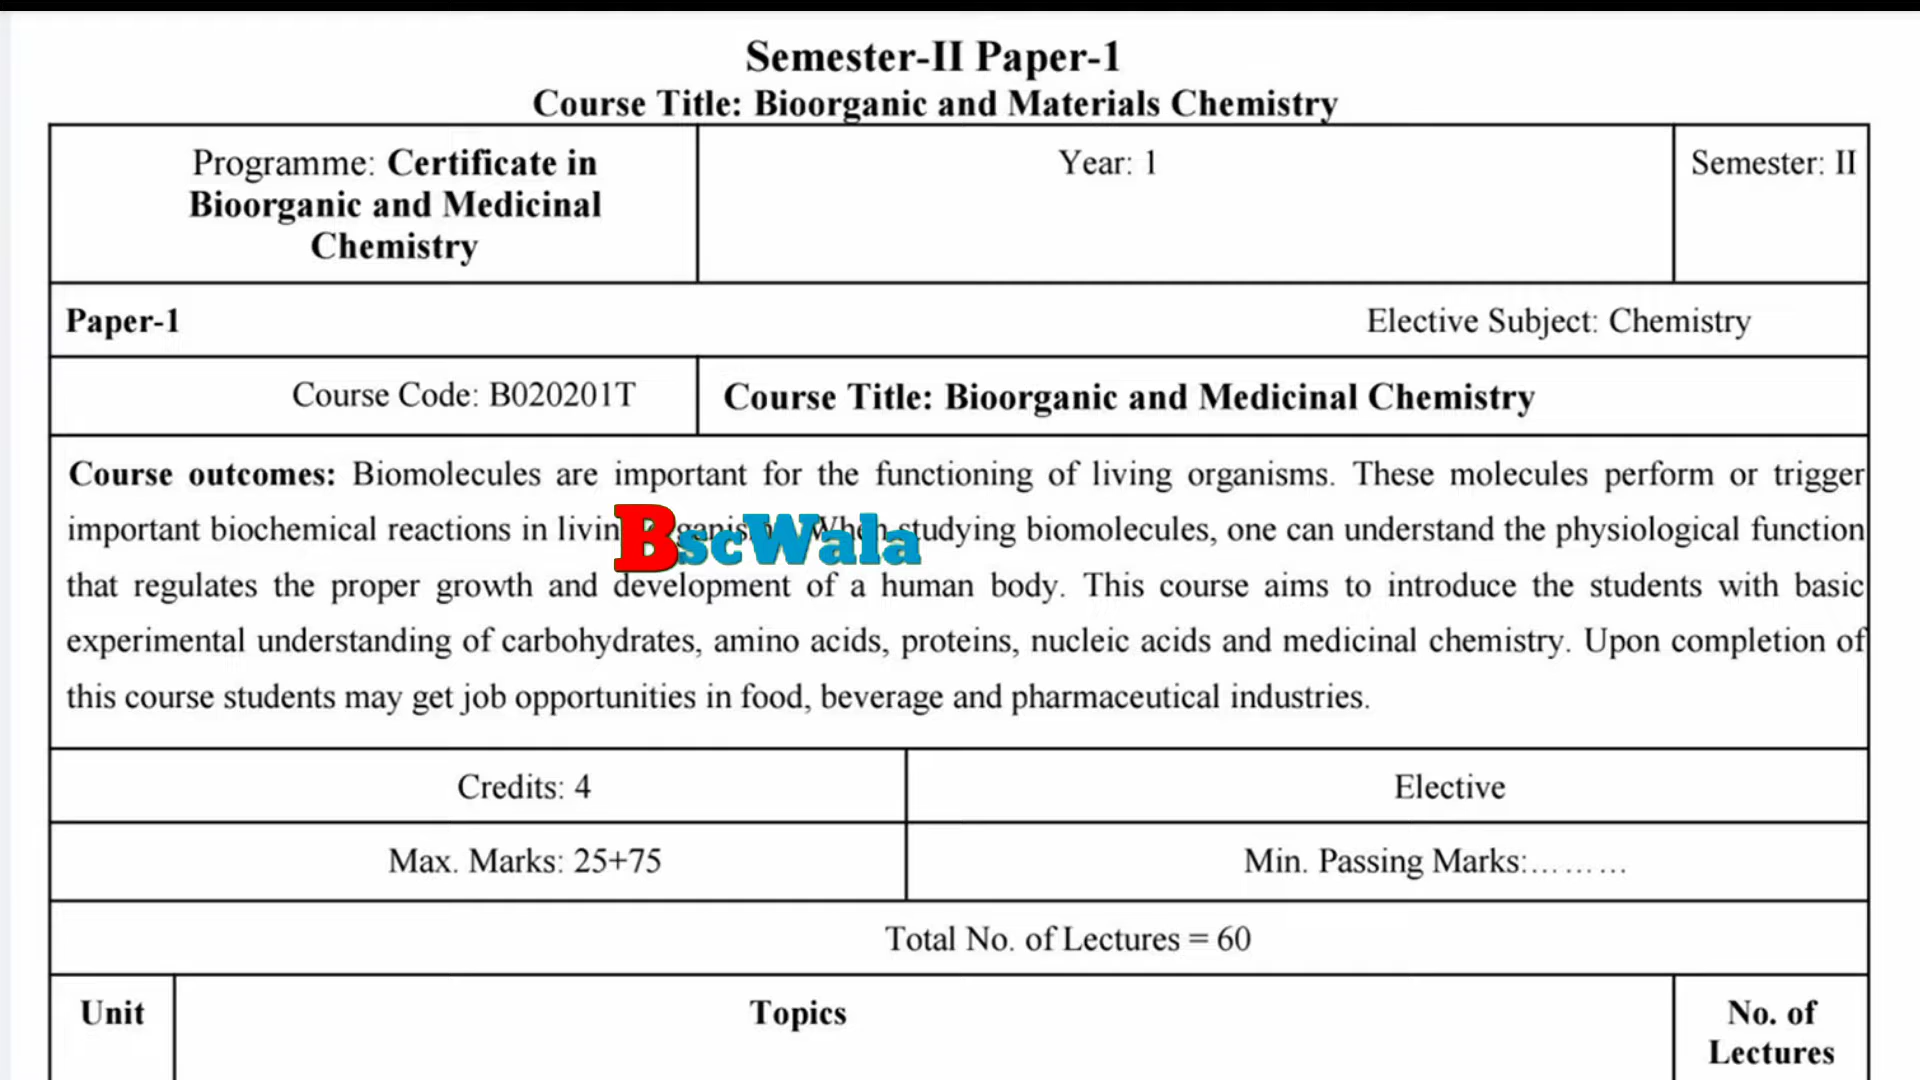 Semester-II Paper-1
Course Title: Bioorganic and Materials Chemistry
Programme: Certificate in
Bioorganic and Medicinal
Chemistry
Year: 1
Semester: II
Paper-1
Elective Subject: Chemistry
Course Code: B020201T
Course Title: Bioorganic and Medicinal Chemistry
Course outcomes: Biomolecules are important for the functioning of living organisms. These molecules perform or trigger
important biochemical reactions in studying biomolecules, one can understand the physiological function
BscWala
that regulates the proper growth and development of a human body. This course aims to introduce the students with basic
experimental understanding of carbohydrates, amino acids, proteins, nucleic acids and medicinal chemistry. Upon completion of
this course students may get job opportunities in food, beverage and pharmaceutical industries.
Credits: 4
Elective
Max. Marks: 25+75
Min. Passing Marks:.... ... ...
Total No. of Lectures = 60
Unit
Topics
No. of
Lectures